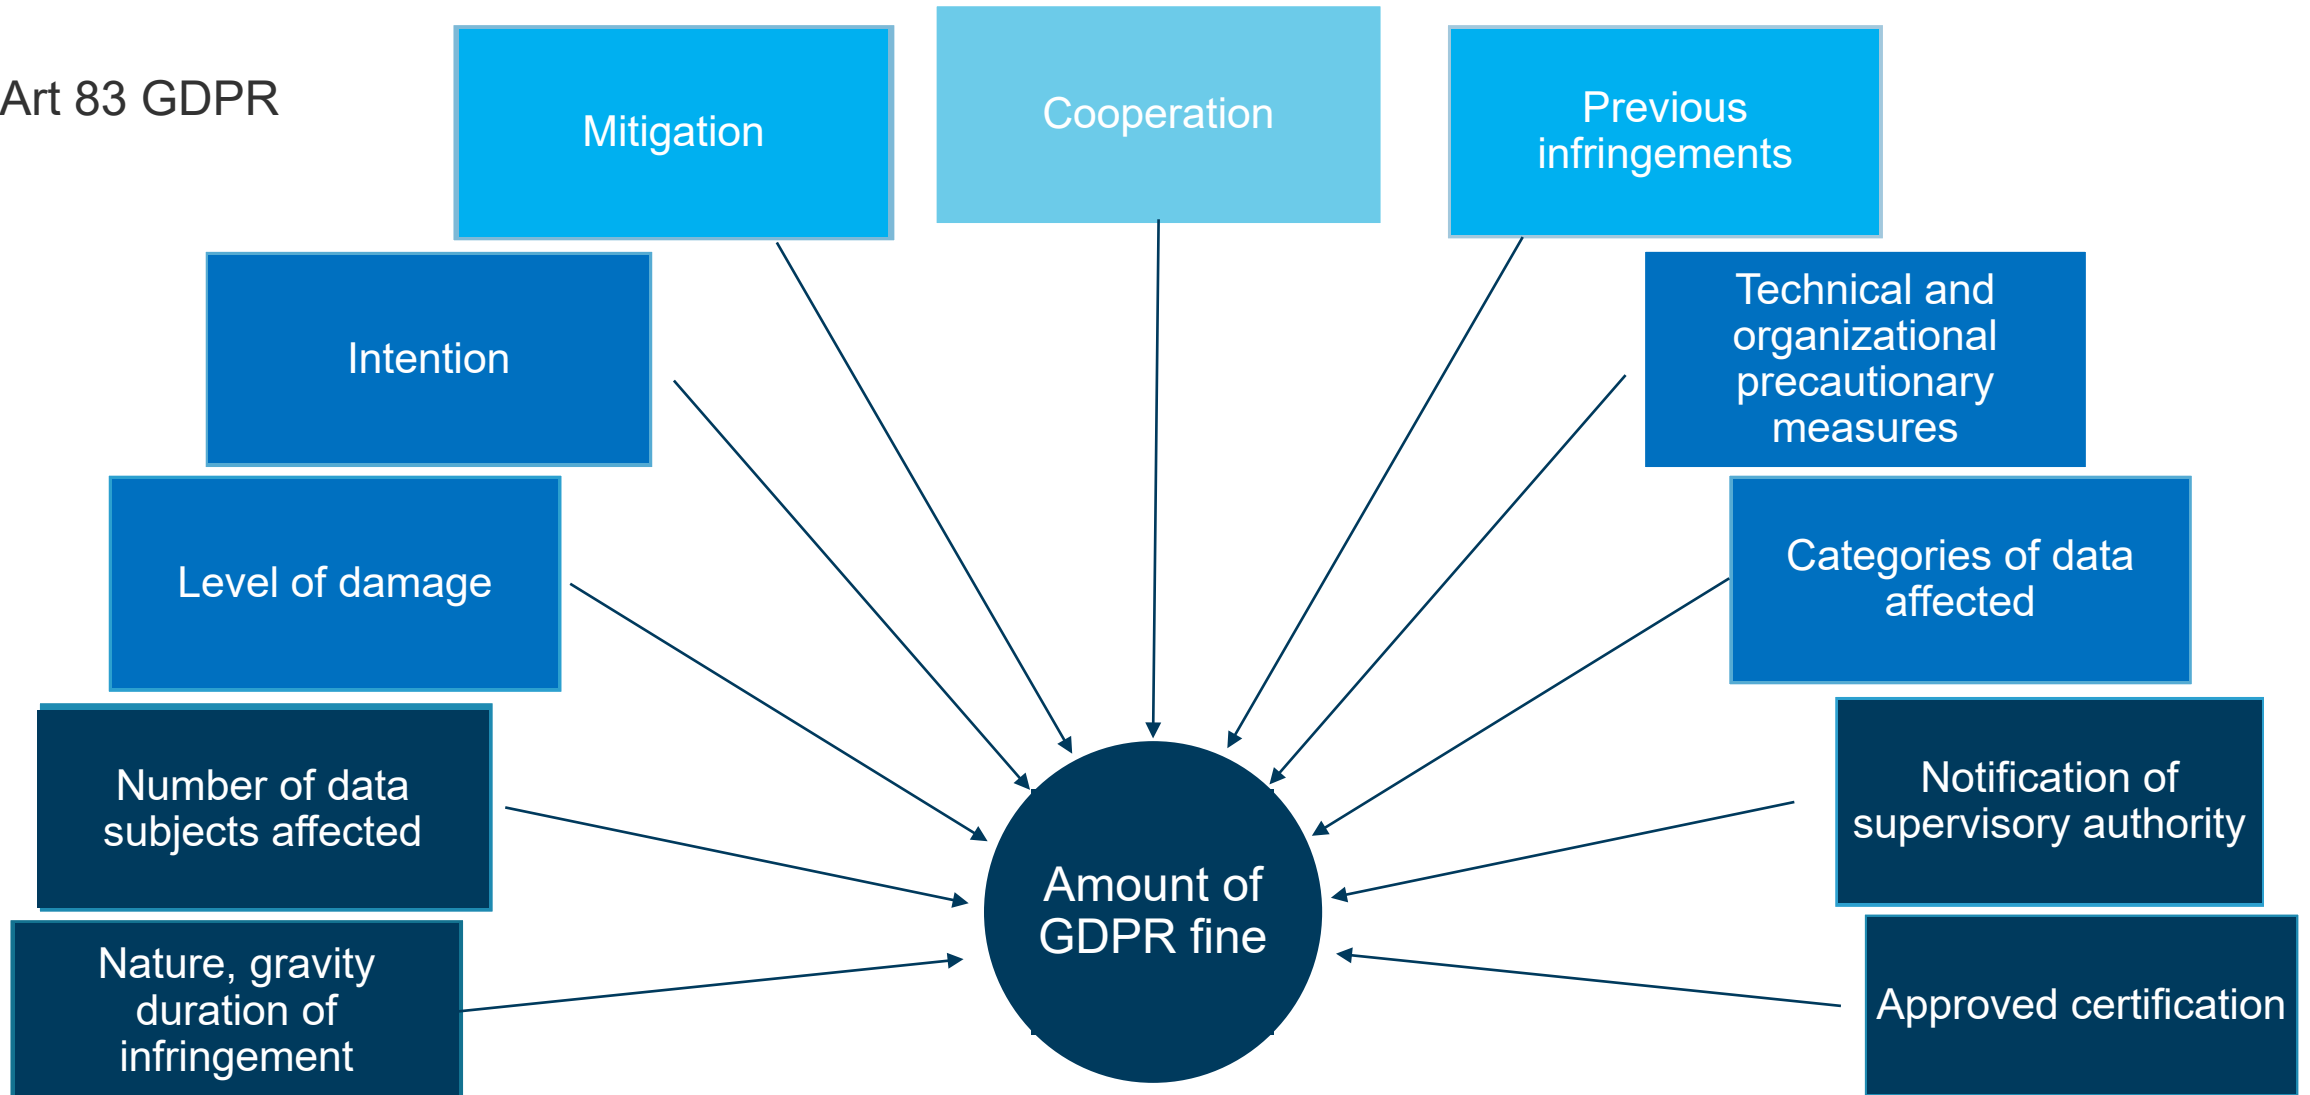 Art 83 GDPR
Mitigation
Cooperation
Previous
infringements
Intention
Technical and
organizational
precautionary
measures
Level of damage
Categories of data
affected
Number of data
subjects affected
Notification of
supervisory authority
Amount of
GDPR fine
Nature, gravity
duration of
infringement
Approved certification